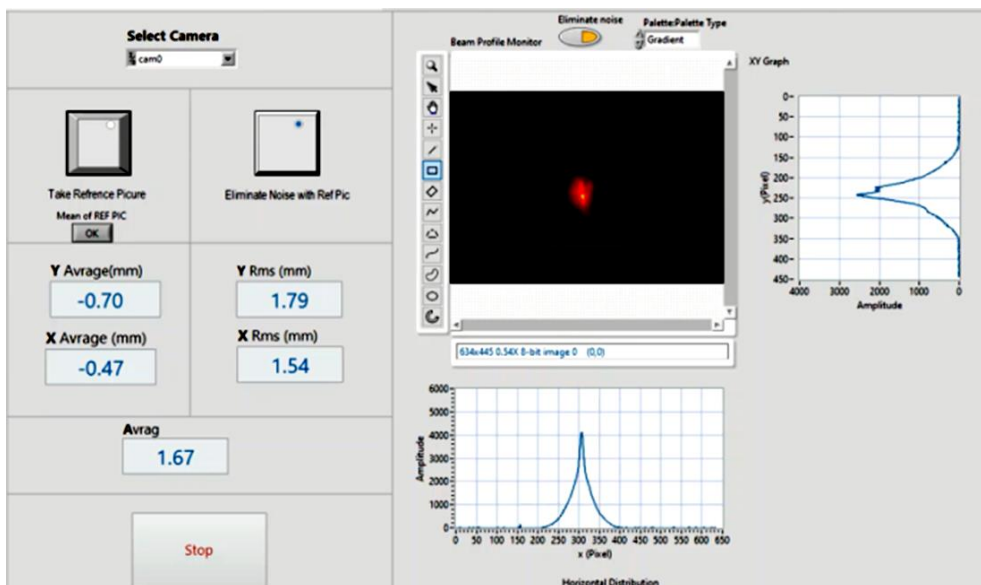 Select Camera
cam0
Take Refrence Picure
Mean of REF PIC
OK
Eliminate Noise with Ref Pic
Y Avrage(mm)
-0.70
Y Rms (mm)
1.79
X Avrage (mm)
-0.47
X Rms (mm)
1.54
Avrag
1.67
Stop
Eliminate noise
Palette:Palette Type
Gradient
Beam Profile Monitor
634x445 0.54X 8-bit image 0 (0,0)
XY Graph
0
50
100
150
200
250
300
350
400
450
y(Pixel)
4000 3000 2000 1000 0
Amplitude
6000
5000
4000
3000
2000
1000
0
Amplitude
0 50 100 150 200 250 300 350 400 450 500 550 600 650
x (Pixel)
Horizontal Distribution